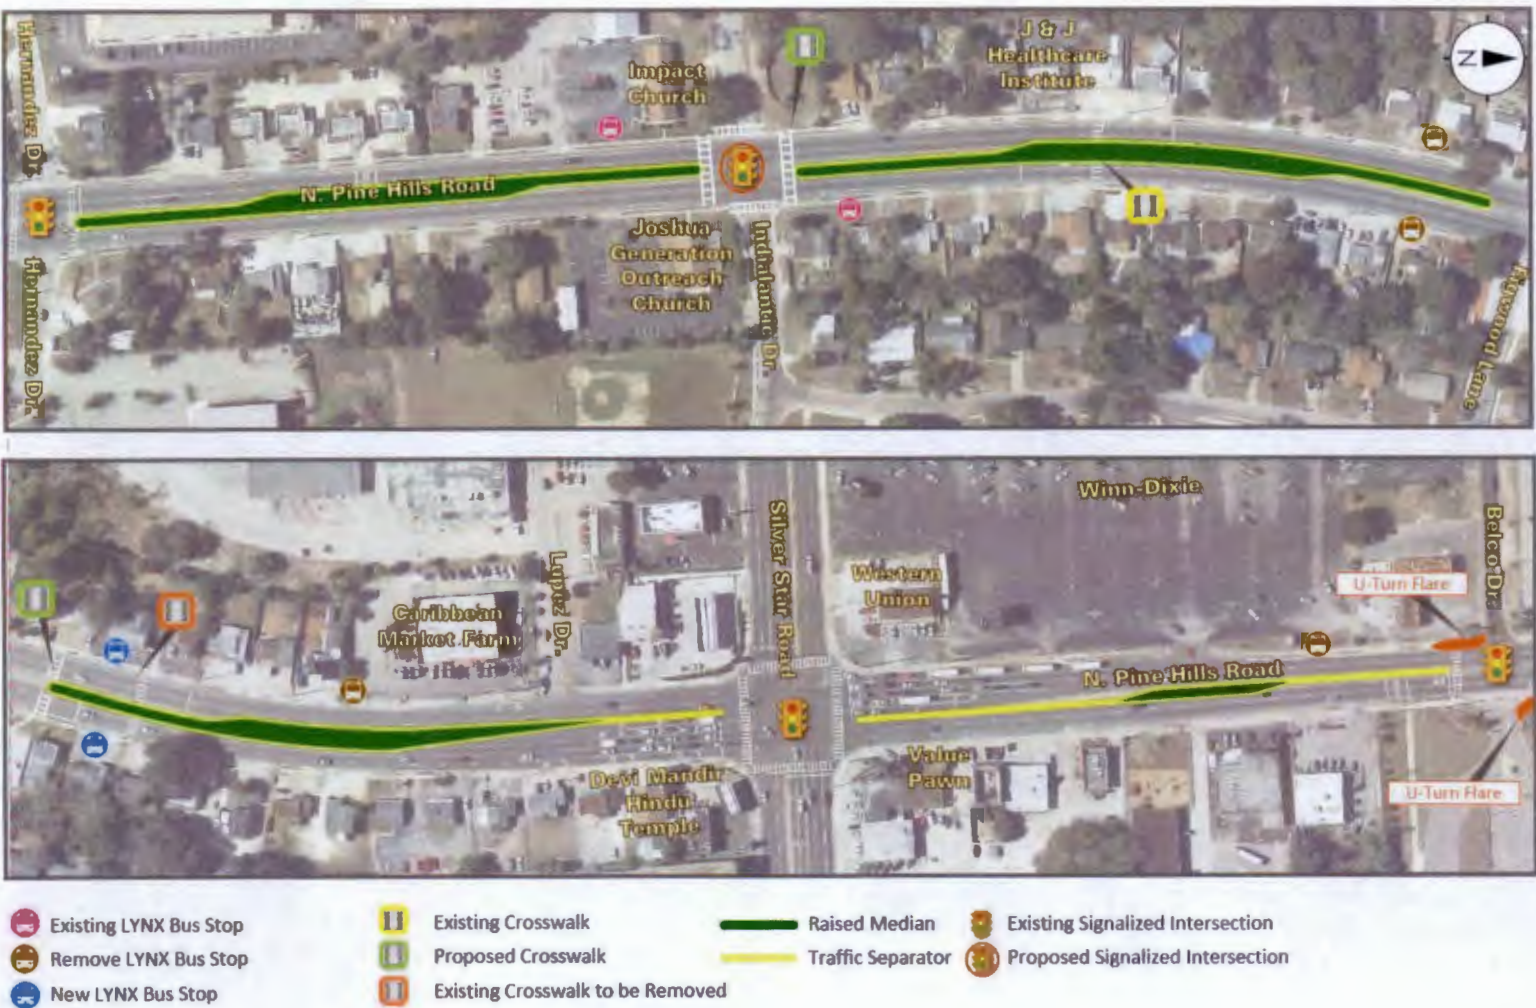 Hernandez Dr.
Impact
Church
J & J
Healthcare
Institute
N
N. Pine Hills Road
Hernandez Dr.
Joshua
Generation
Outreach
Church
Indialantic Dr.
Lane
Winn-Dixie
Silver Star Road
Belco Dr.
Western
Union
U-Turn Flare
Lupez Dr.
Caribbean
Market Farm
N. Pine Hills Road
Value
Pawn
Devi Mandir
Hindu
Temple
U-Turn Flare
Existing LYNX Bus Stop
Remove LYNX Bus Stop
New LYNX Bus Stop
Existing Crosswalk
Proposed Crosswalk
Existing Crosswalk to be Removed
Raised Median
Traffic Separator
Existing Signalized Intersection
Proposed Signalized Intersection